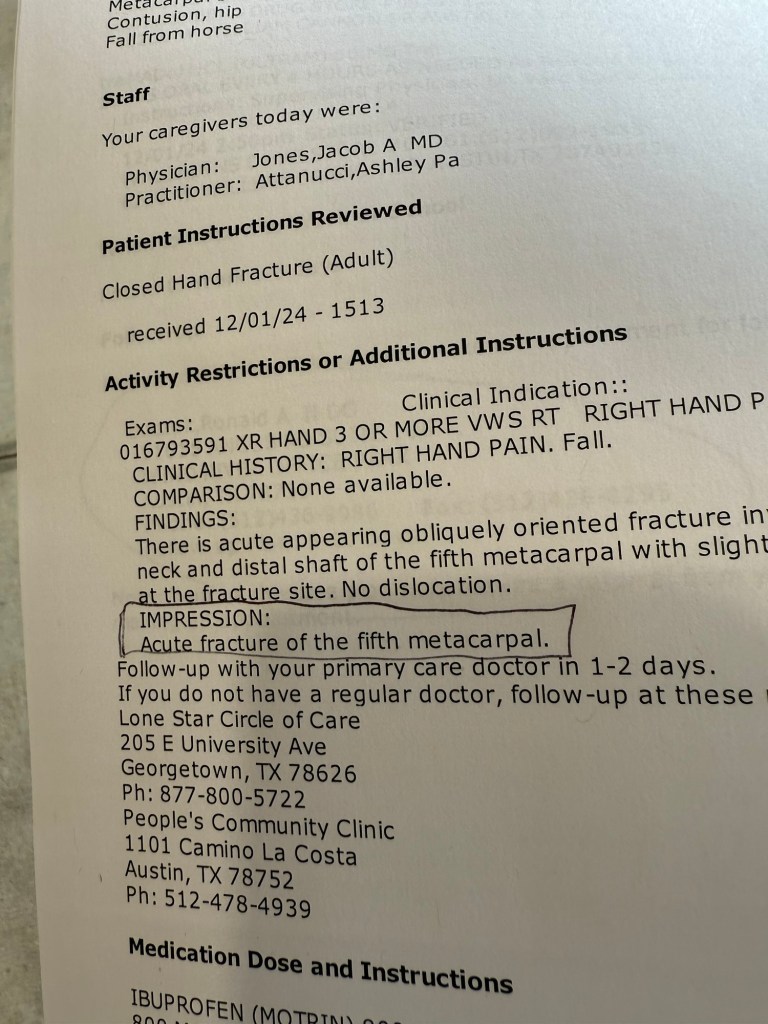 Contusion, hip
Fall from horse
Staff
Your caregivers today were:
Physician: Jones,Jacob A MD
Practitioner: Attanucci,Ashley Pa
Patient Instructions Reviewed
Closed Hand Fracture (Adult)
received 12/01/24 - 1513
Activity Restrictions or Additional Instructions
Exams: Clinical Indication::
016793591 XR HAND 3 OR MORE VWS RT RIGHT HAND P
CLINICAL HISTORY: RIGHT HAND PAIN. Fall.
COMPARISON: None available.
FINDINGS:
There is acute appearing obliquely oriented fracture in
neck and distal shaft of the fifth metacarpal with slight
at the fracture site. No dislocation.
IMPRESSION:
Acute fracture of the fifth metacarpal.
Follow-up with your primary care doctor in 1-2 days.
If you do not have a regular doctor, follow-up at these
Lone Star Circle of Care
205 E University Ave
Georgetown, TX 78626
Ph: 877-800-5722
People's Community Clinic
1101 Camino La Costa
Austin, TX 78752
Ph: 512-478-4939
Medication Dose and Instructions
IBUPROFEN (MOTRIN)